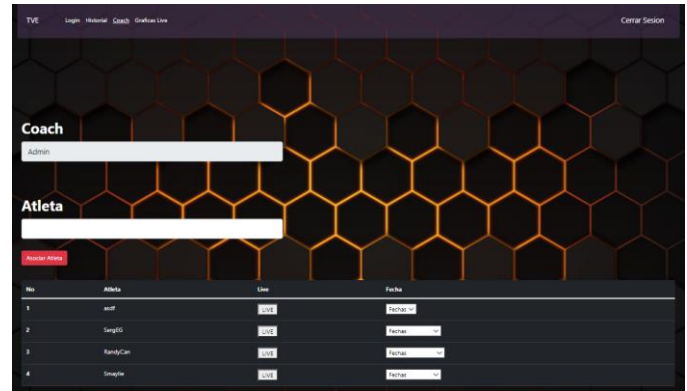 TVE Login Historial Coach Graficas Live Cerrar Sesion
Coach
Admin
Atleta
Asociar Atleta
No Atleta Live Fecha
1 asdf LIVE Fechas
2 SergEG LIVE Fechas
3 RandyCan LIVE Fechas
4 Smaylie LIVE Fechas